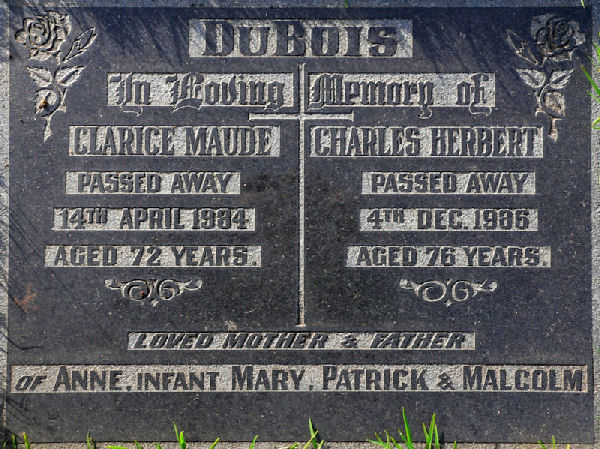 DUBOIS
In Loving Memory of
CLARICE MAUDE
PASSED AWAY
14TH APRIL 1984
AGED 72 YEARS.
CHARLES HERBERT
PASSED AWAY
4TH DEC. 1986
AGED 76 YEARS.
LOVED MOTHER & FATHER
OF ANNE, INFANT MARY, PATRICK & MALCOLM